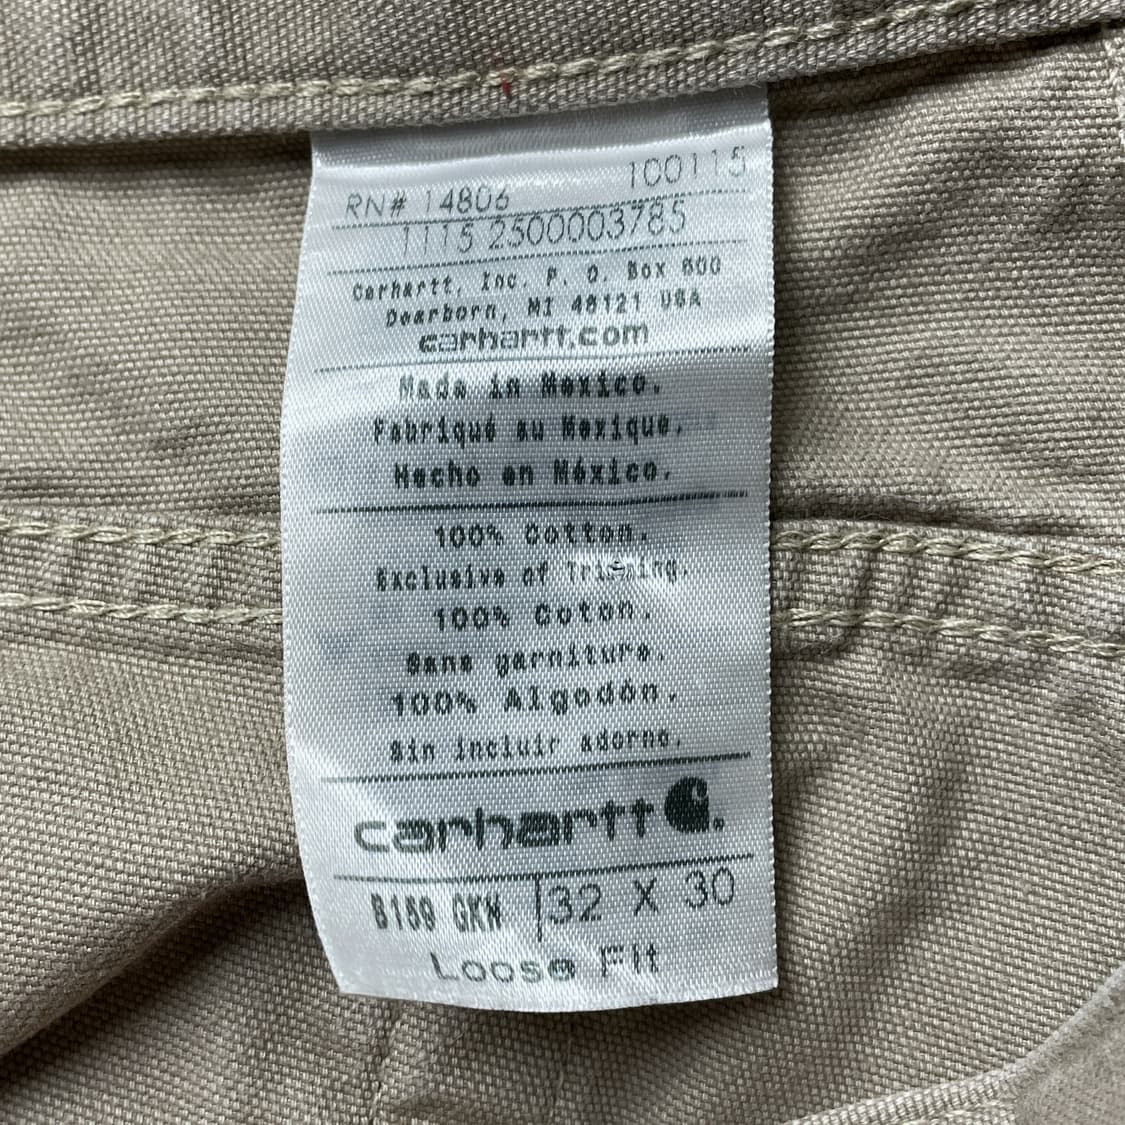 100115
RN# 14806
1115 2500003785
Carhartt, Inc. P. O. Box 600
Dearborn, MI 48121 USA
carhartt.com
Made in Mexico.
Fabriqué au Mexique.
Hecho en México.
100% Cotton.
Exclusive of Trimming.
100% Coton.
Sans garniture.
100% Algodón.
Sin incluir adorno.
carhartt
B159 GKH 32 X 30
Loose Fit